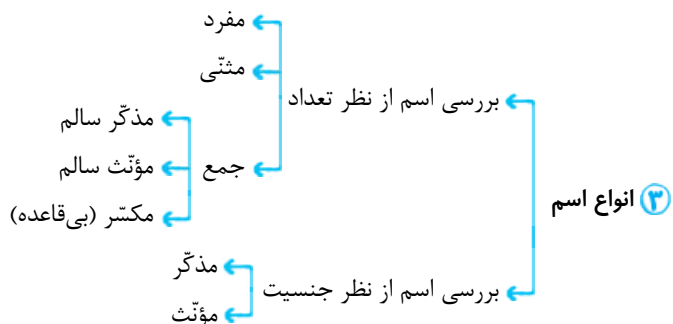 ۳ انواع اسم
بررسی اسم از نظر تعداد
مفرد
مثنّی
جمع
مذکّر سالم
مؤنّث سالم
مکسّر (بی‌قاعده)
بررسی اسم از نظر جنسیت
مذکّر
مؤنّث